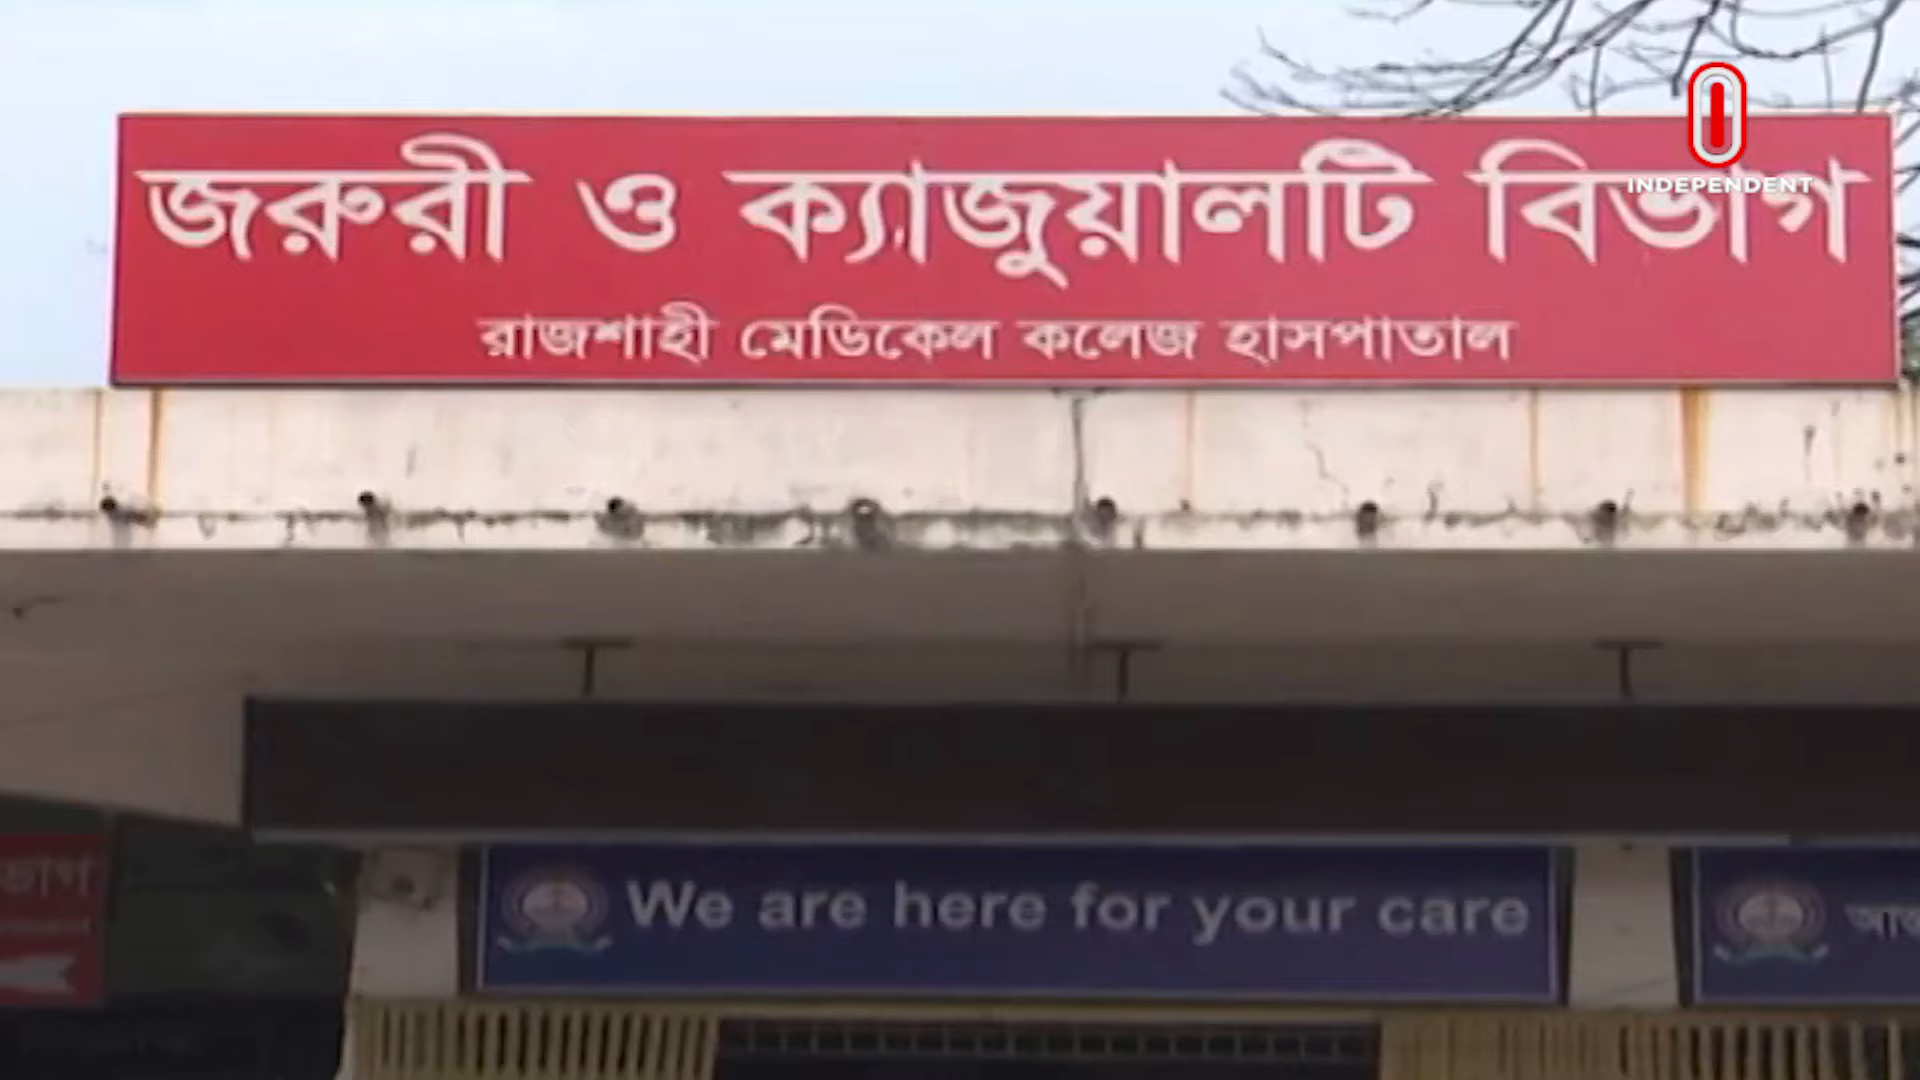 জরুরী ও ক্যাজুয়ালটি বিভাগ
INDEPENDENT
রাজশাহী মেডিকেল কলেজ হাসপাতাল
We are here for your care